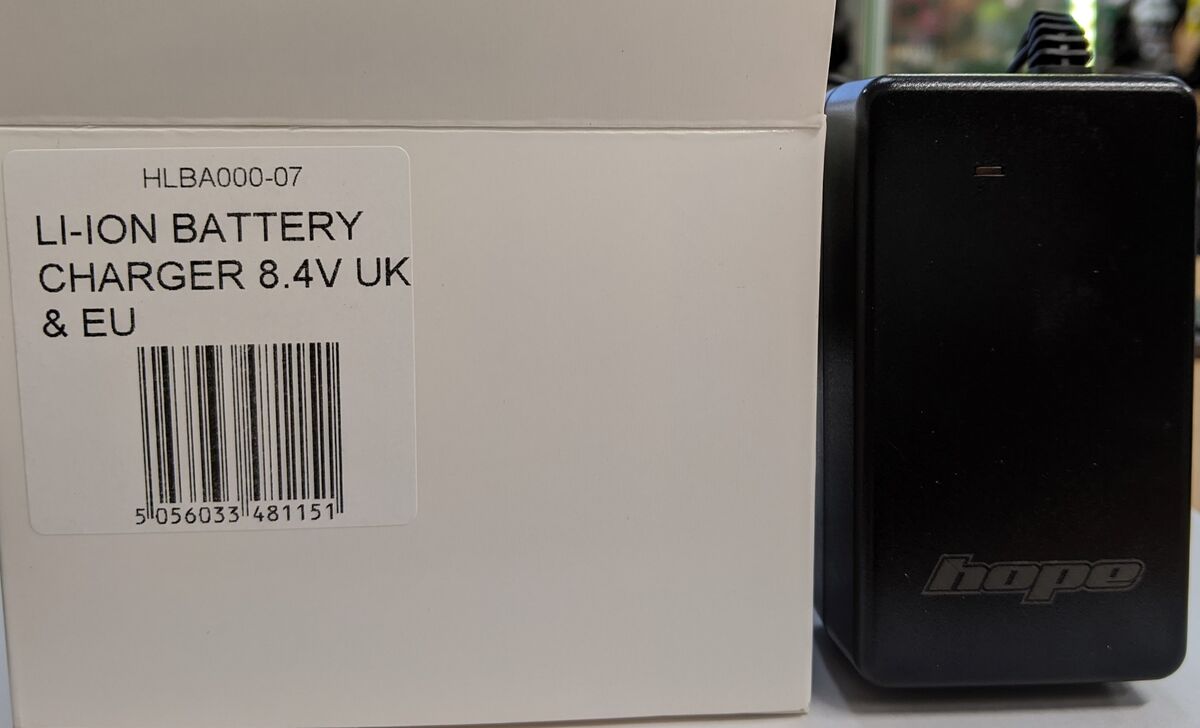 HLBA000-07
LI-ION BATTERY
CHARGER 8.4V UK
& EU
5 056033 481151
hope